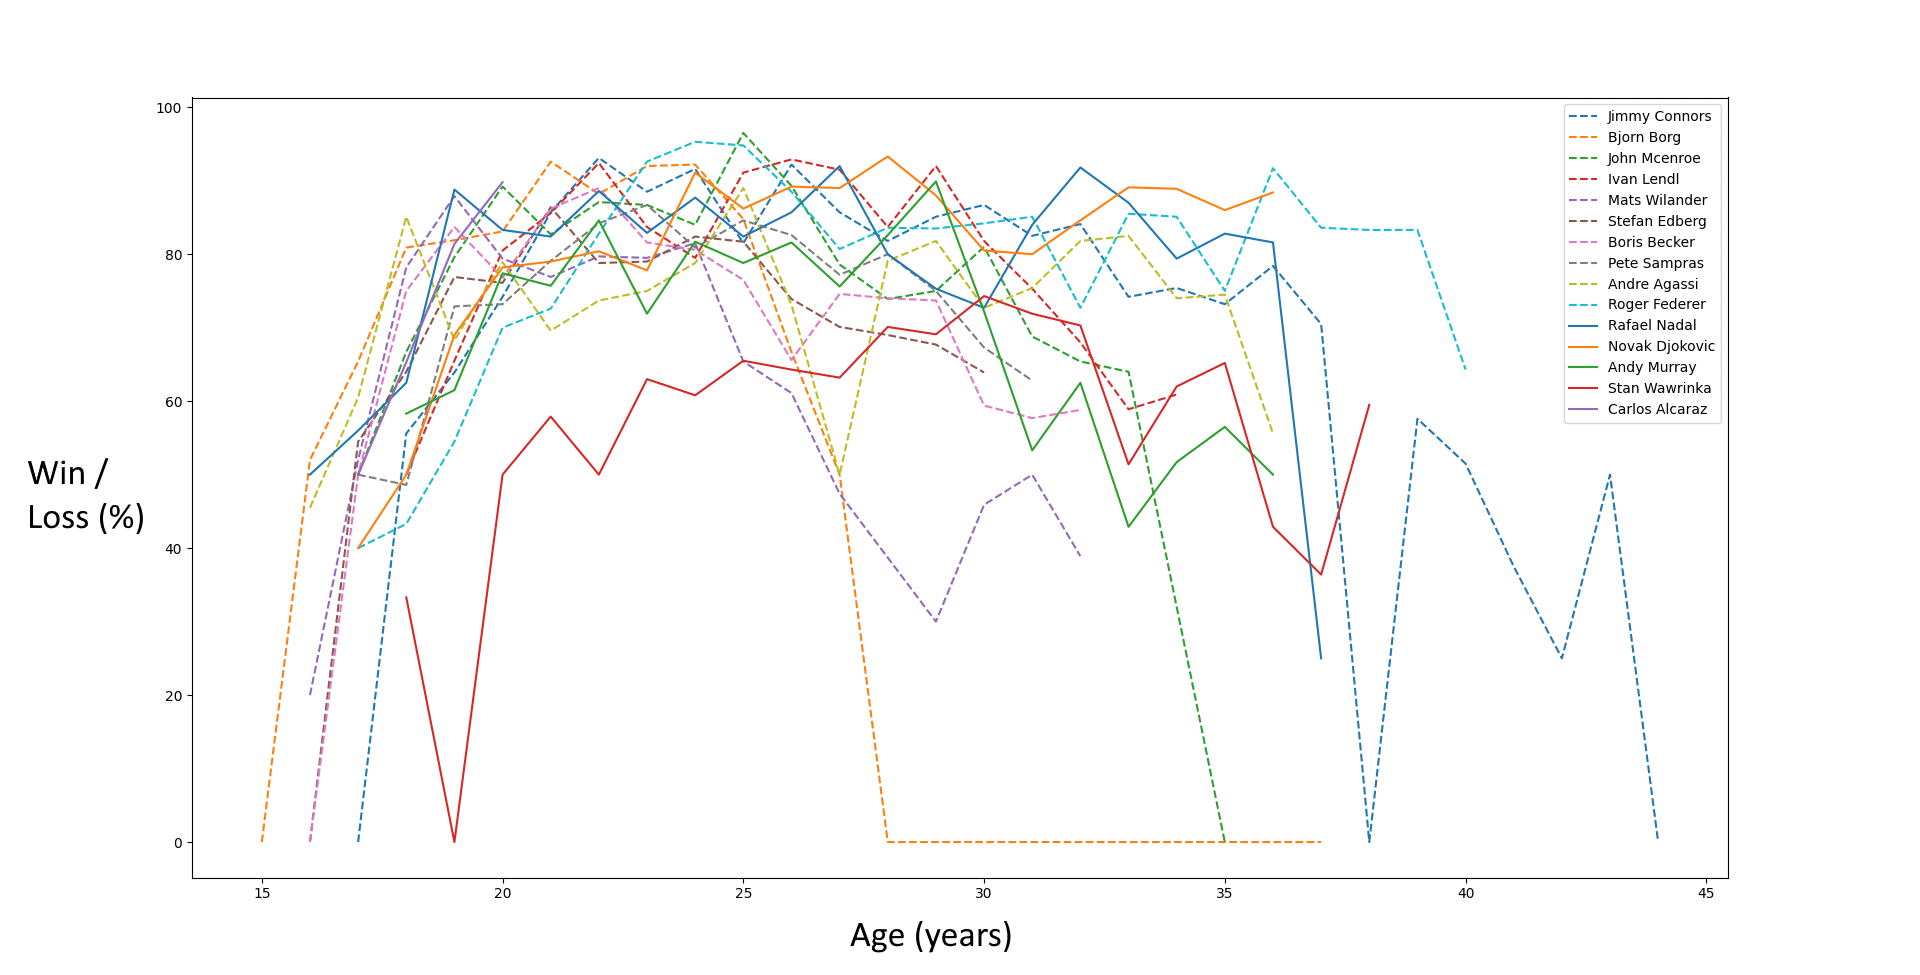 100
80
60
40
20
0
Win /
Loss (%)
15
20
25
30
35
40
45
Age (years)
Jimmy Connors
Bjorn Borg
John Mcenroe
Ivan Lendl
Mats Wilander
Stefan Edberg
Boris Becker
Pete Sampras
Andre Agassi
Roger Federer
Rafael Nadal
Novak Djokovic
Andy Murray
Stan Wawrinka
Carlos Alcaraz